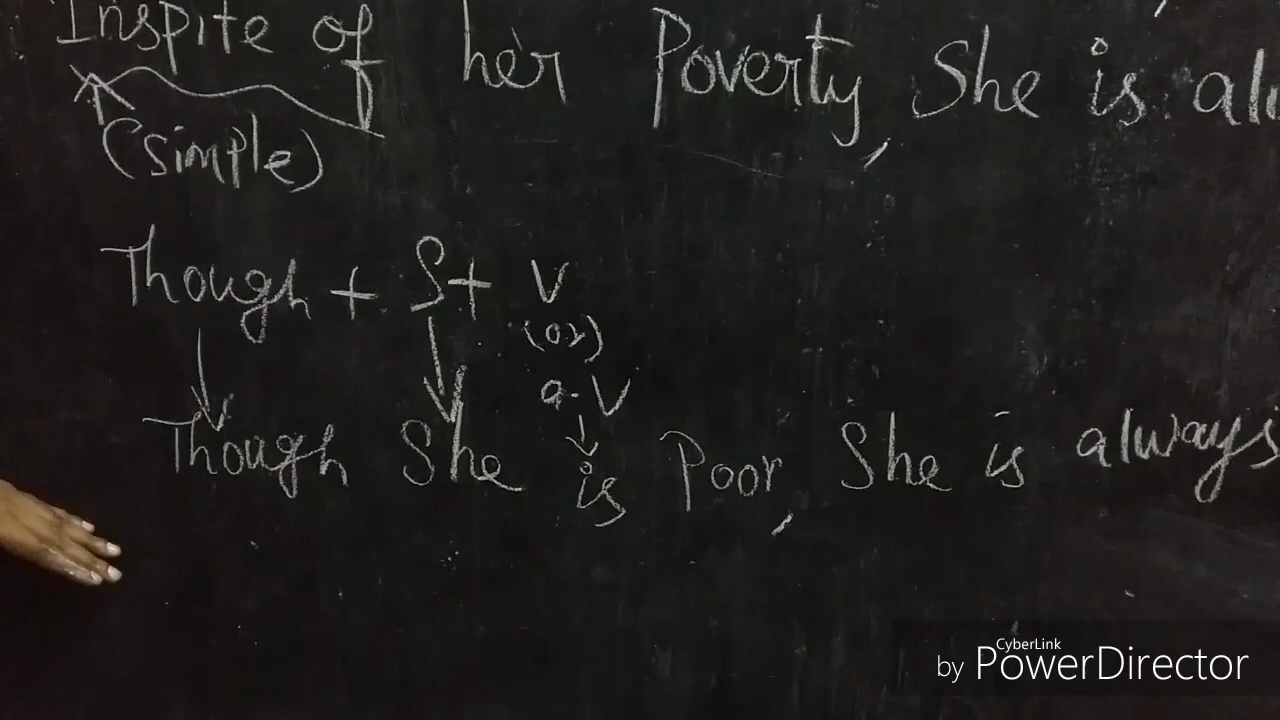 Inspite of her Poverty, She is al
(simple)
Though + S + V
(or)
a. V
Though She is Poor, She is always
CyberLink
by PowerDirector